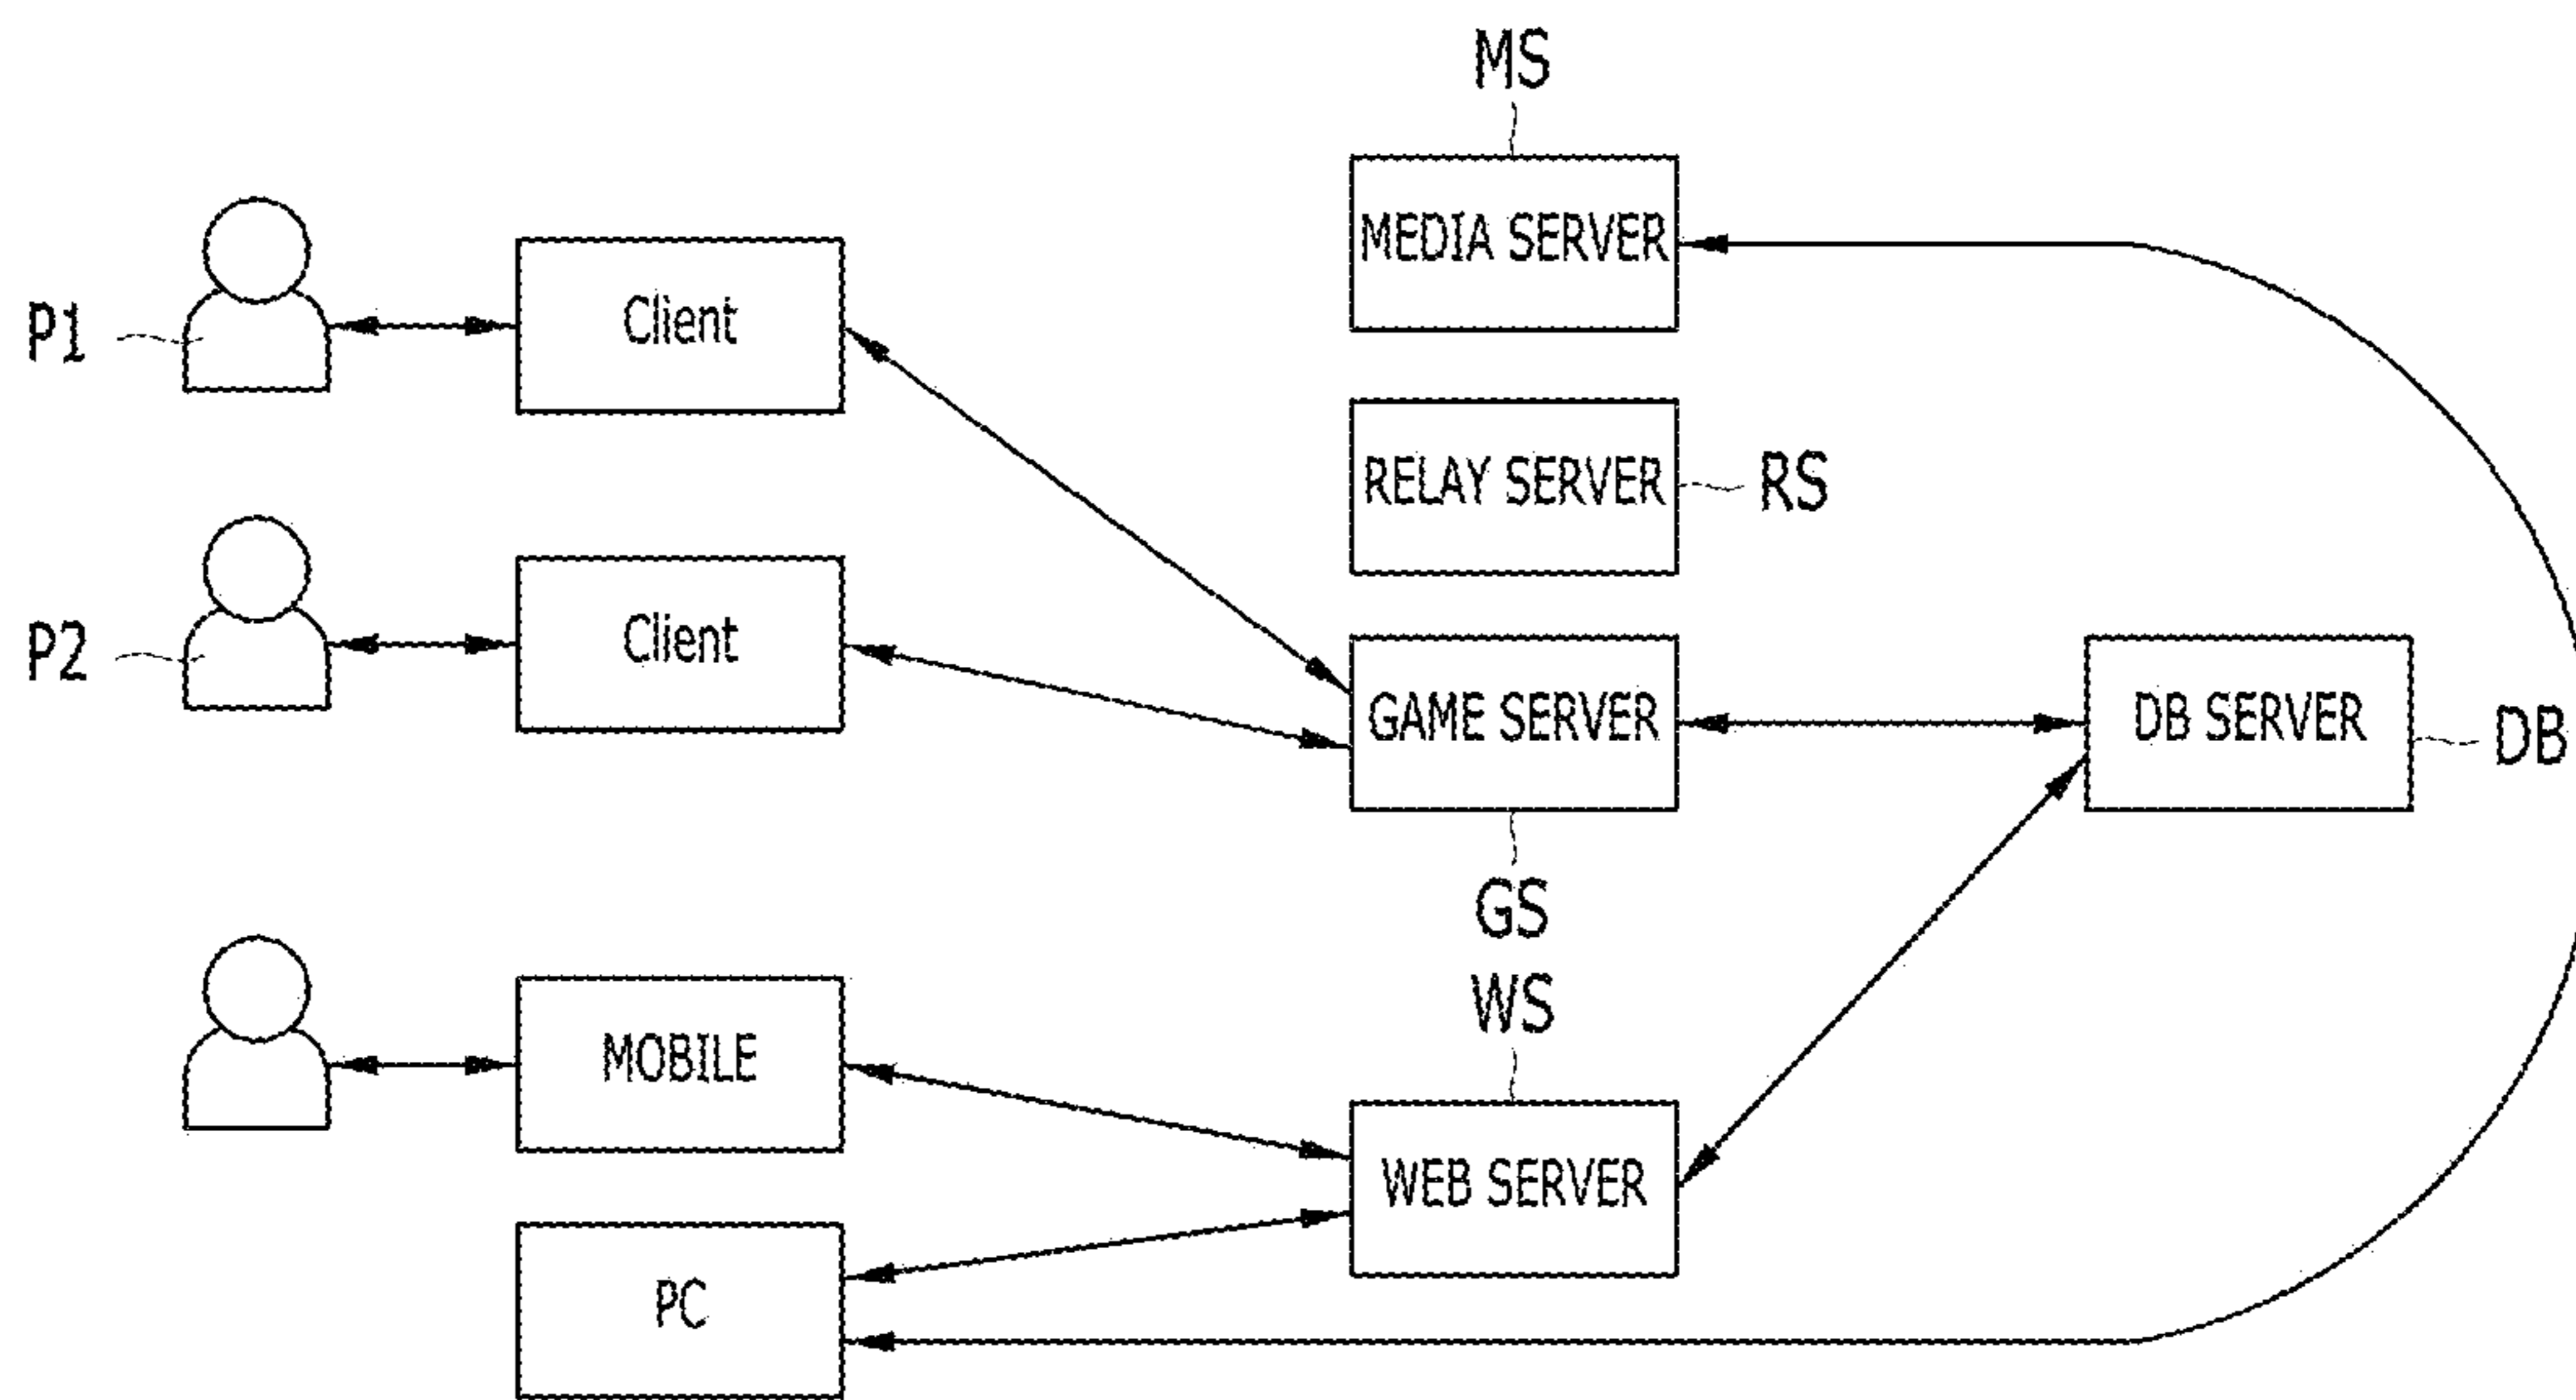 MS
MEDIA SERVER
P1
Client
RELAY SERVER
RS
P2
Client
GAME SERVER
DB SERVER
DB
GS
WS
MOBILE
WEB SERVER
PC